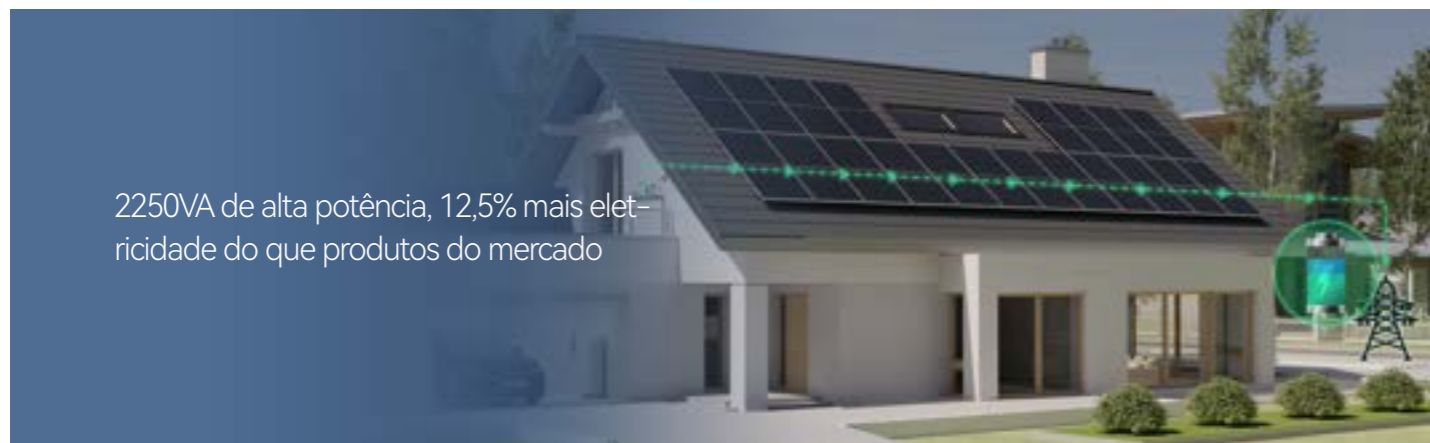 2250VA de alta potência, 12,5% mais elet-
ricidade do que produtos do mercado